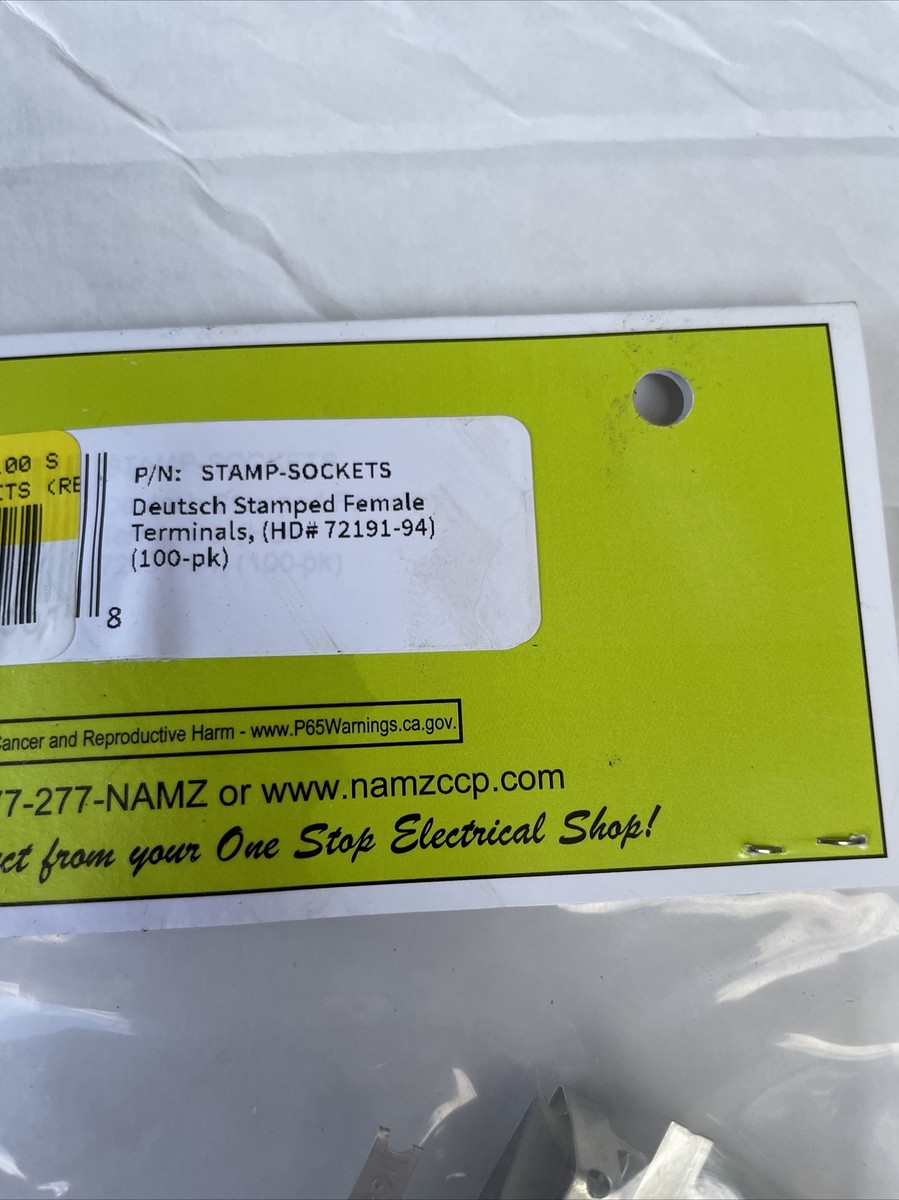 .00 S
CTS (RE
P/N: STAMP-SOCKETS
Deutsch Stamped Female
Terminals, (HD# 72191-94)
(100-pk)
8
Cancer and Reproductive Harm - www.P65Warnings.ca.gov.
77-277-NAMZ or www.namzccp.com
ct from your One Stop Electrical Shop!